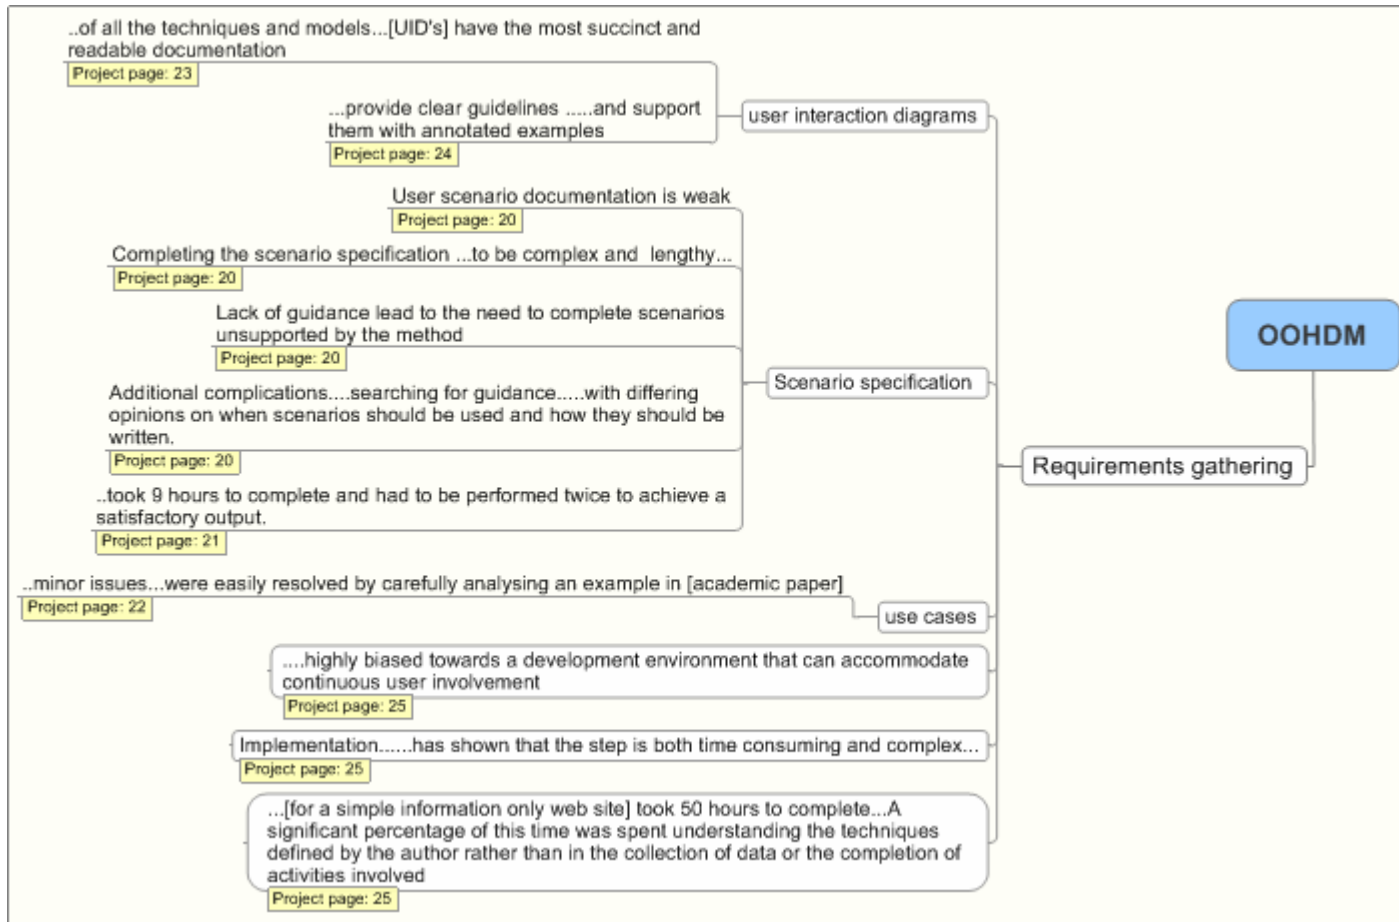 ..of all the techniques and models...[UID's] have the most succinct and
readable documentation
Project page: 23
...provide clear guidelines .....and support
them with annotated examples
Project page: 24
user interaction diagrams
User scenario documentation is weak
Project page: 20
Completing the scenario specification ...to be complex and lengthy...
Project page: 20
Lack of guidance lead to the need to complete scenarios
unsupported by the method
Project page: 20
Additional complications....searching for guidance.....with differing
opinions on when scenarios should be used and how they should be
written.
Project page: 20
..took 9 hours to complete and had to be performed twice to achieve a
satisfactory output.
Project page: 21
Scenario specification
..minor issues...were easily resolved by carefully analysing an example in [academic paper]
Project page: 22
use cases
....highly biased towards a development environment that can accommodate
continuous user involvement
Project page: 25
Implementation......has shown that the step is both time consuming and complex...
Project page: 25
...[for a simple information only web site] took 50 hours to complete...A
significant percentage of this time was spent understanding the techniques
defined by the author rather than in the collection of data or the completion of
activities involved
Project page: 25
Requirements gathering
OOHDM